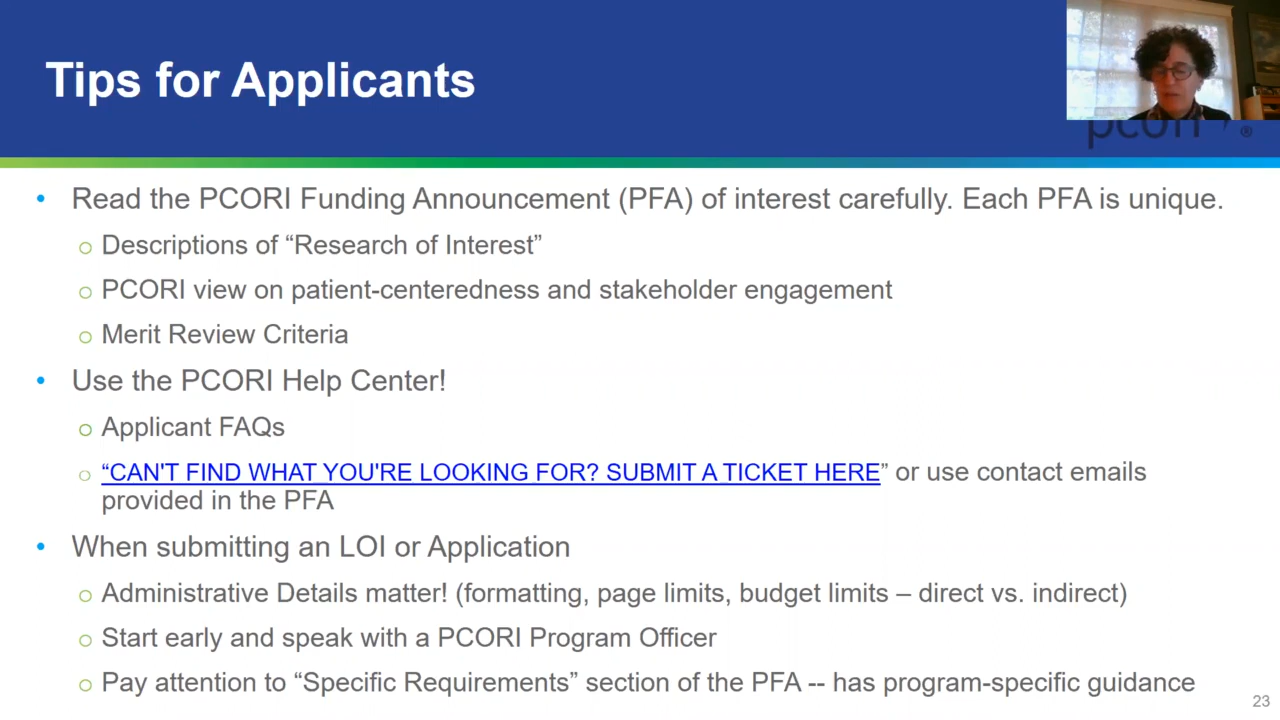 Tips for Applicants
pcori ®
• Read the PCORI Funding Announcement (PFA) of interest carefully. Each PFA is unique.
o Descriptions of “Research of Interest”
o PCORI view on patient-centeredness and stakeholder engagement
o Merit Review Criteria
• Use the PCORI Help Center!
o Applicant FAQs
o “CAN'T FIND WHAT YOU'RE LOOKING FOR? SUBMIT A TICKET HERE” or use contact emails
provided in the PFA
• When submitting an LOI or Application
o Administrative Details matter! (formatting, page limits, budget limits – direct vs. indirect)
o Start early and speak with a PCORI Program Officer
o Pay attention to “Specific Requirements” section of the PFA -- has program-specific guidance
23